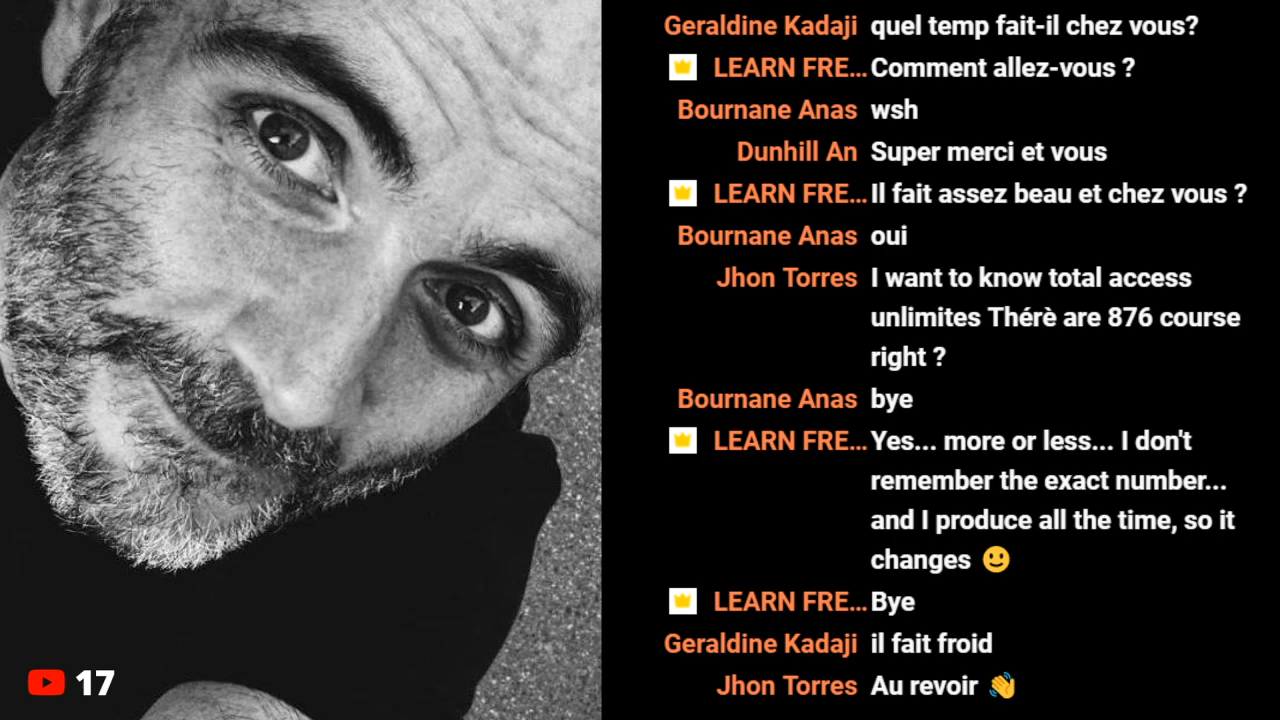 Geraldine Kadaji quel temp fait-il chez vous?
LEARN FRE... Comment allez-vous ?
Bournane Anas wsh
Dunhill An Super merci et vous
LEARN FRE... Il fait assez beau et chez vous ?
Bournane Anas oui
Jhon Torres I want to know total access
unlimites Thérè are 876 course
right ?
Bournane Anas bye
LEARN FRE... Yes... more or less... I don't
remember the exact number...
and I produce all the time, so it
changes 🙂
LEARN FRE... Bye
Geraldine Kadaji il fait froid
Jhon Torres Au revoir 👋
17